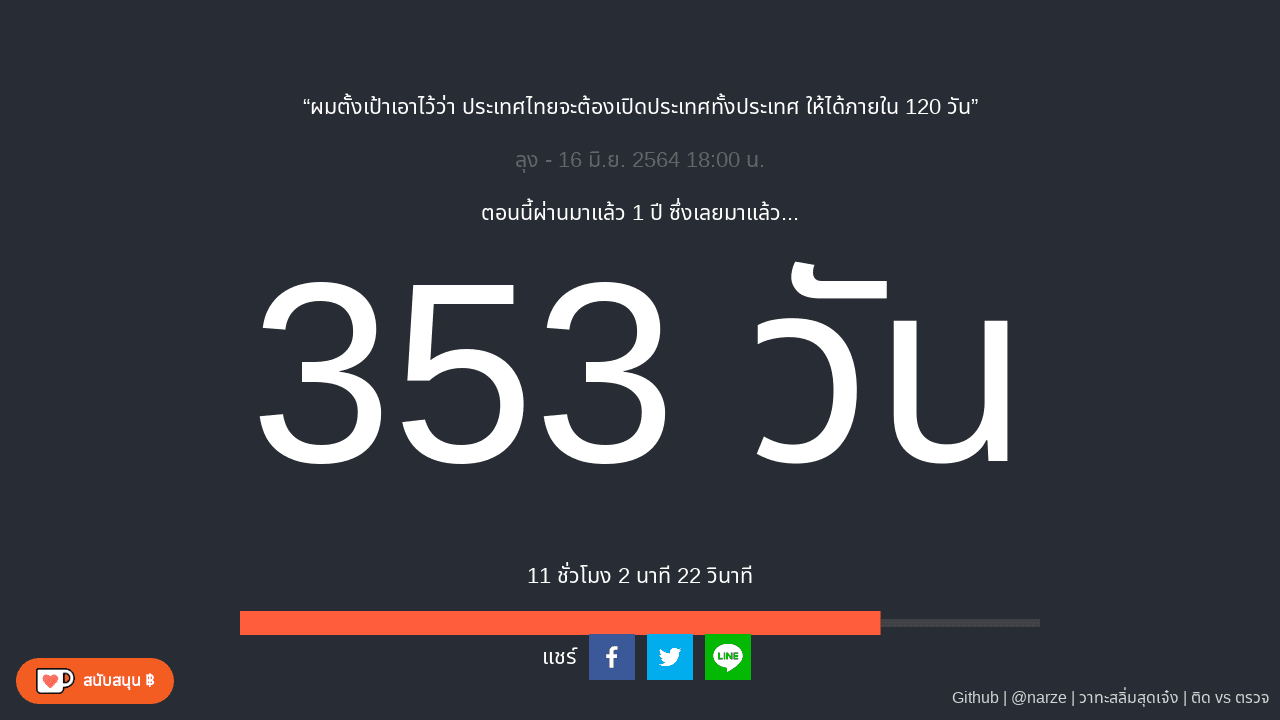 “ผมตั้งเป้าเอาไว้ว่า ประเทศไทยจะต้องเปิดประเทศทั้งประเทศ ให้ได้ภายใน 120 วัน”
ลุง - 16 มิ.ย. 2564 18:00 น.
ตอนนี้ผ่านมาแล้ว 1 ปี ซึ่งเลยมาแล้ว...
353 วัน
11 ชั่วโมง 2 นาที 22 วินาที
แชร์
LINE
สนับสนุน ฿
Github | @narze | วาทะสลิ่มสุดเจ๋ง | ติด vs ตรวจ